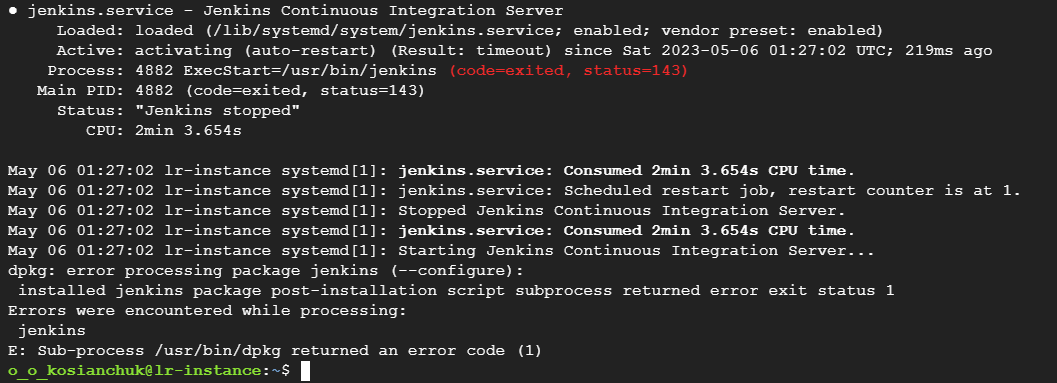 ● jenkins.service - Jenkins Continuous Integration Server
     Loaded: loaded (/lib/systemd/system/jenkins.service; enabled; vendor preset: enabled)
     Active: activating (auto-restart) (Result: timeout) since Sat 2023-05-06 01:27:02 UTC; 219ms ago
    Process: 4882 ExecStart=/usr/bin/jenkins (code=exited, status=143)
   Main PID: 4882 (code=exited, status=143)
     Status: "Jenkins stopped"
        CPU: 2min 3.654s

May 06 01:27:02 lr-instance systemd[1]: jenkins.service: Consumed 2min 3.654s CPU time.
May 06 01:27:02 lr-instance systemd[1]: jenkins.service: Scheduled restart job, restart counter is at 1.
May 06 01:27:02 lr-instance systemd[1]: Stopped Jenkins Continuous Integration Server.
May 06 01:27:02 lr-instance systemd[1]: jenkins.service: Consumed 2min 3.654s CPU time.
May 06 01:27:02 lr-instance systemd[1]: Starting Jenkins Continuous Integration Server...
dpkg: error processing package jenkins (--configure):
 installed jenkins package post-installation script subprocess returned error exit status 1
Errors were encountered while processing:
 jenkins
E: Sub-process /usr/bin/dpkg returned an error code (1)
o_o_kosianchuk@lr-instance:~$